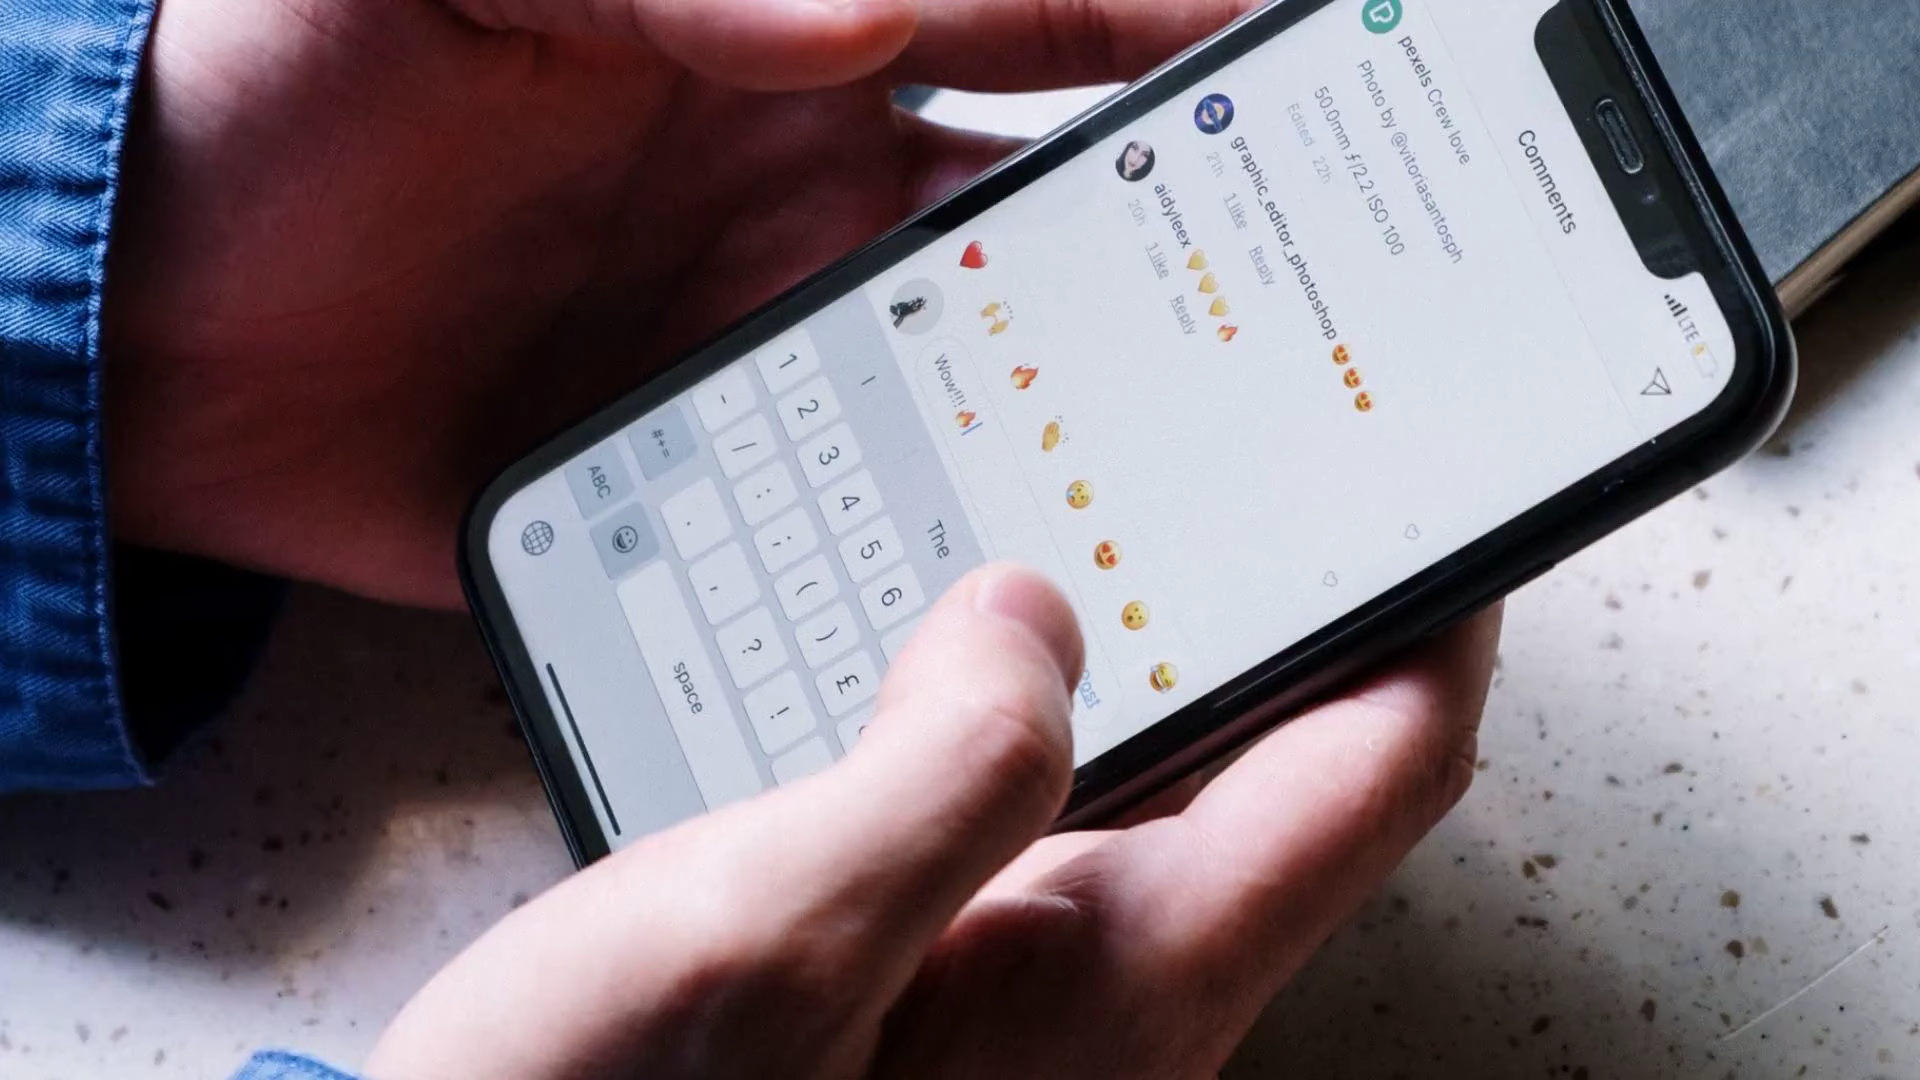 LTE
Comments
pexels Crew love
Photo by @vitoriasantosph
50.0mm ƒ/2.2 ISO 100
Edited 22h
graphic_editor_photoshop 😍😍😍
21h 1 like Reply
aidyleex 💛💛💛🔥
20h 1 like Reply
❤️ 🙌 🔥 👏 😢 😍 😮 😂
Wow!!! 🔥
I The
1 2 3 4 5 6
- / : ; ( ) £
#+= . , ? !
ABC space